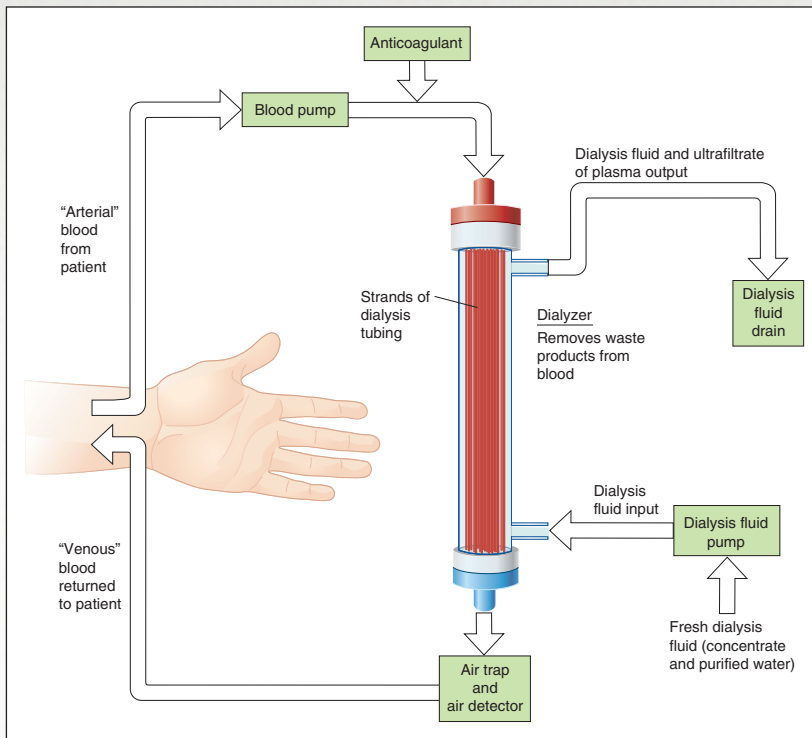 Anticoagulant
Blood pump
Dialysis fluid and ultrafiltrate
of plasma output
“Arterial”
blood
from
patient
Strands of
dialysis
tubing
Dialyzer
Removes waste
products from
blood
Dialysis
fluid
drain
Dialysis
fluid input
Dialysis fluid
pump
“Venous”
blood
returned
to patient
Fresh dialysis
fluid (concentrate
and purified water)
Air trap
and
air detector